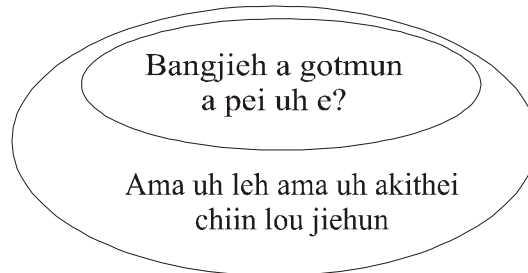 Bangjieh a gotmun
a pei uh e?
Ama uh leh ama uh akithei
chiin lou jiehun